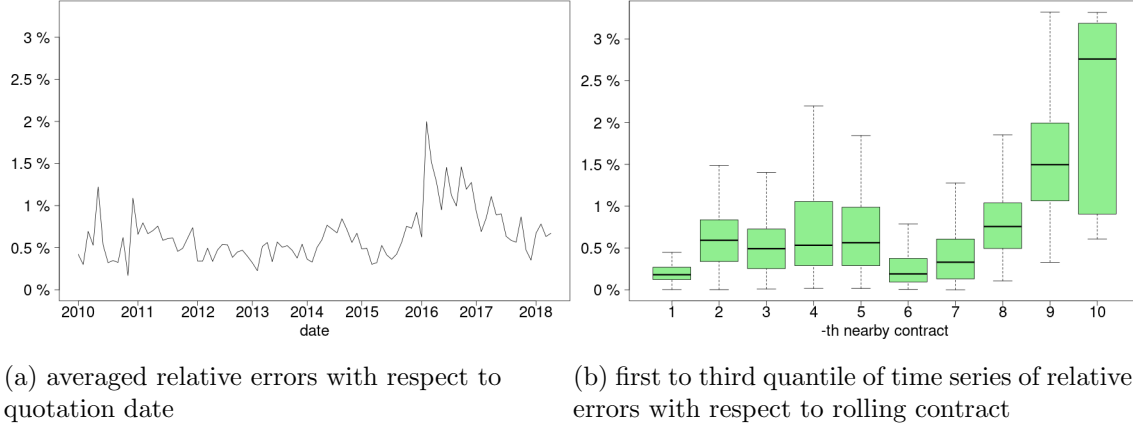 3 %
2.5 %
2 %
1.5 %
1 %
0.5 %
0 %
2010 2011 2012 2013 2014 2015 2016 2017 2018
date
3 %
2.5 %
2 %
1.5 %
1 %
0.5 %
0 %
1 2 3 4 5 6 7 8 9 10
-th nearby contract
(a) averaged relative errors with respect to
quotation date
(b) first to third quantile of time series of relative
errors with respect to rolling contract